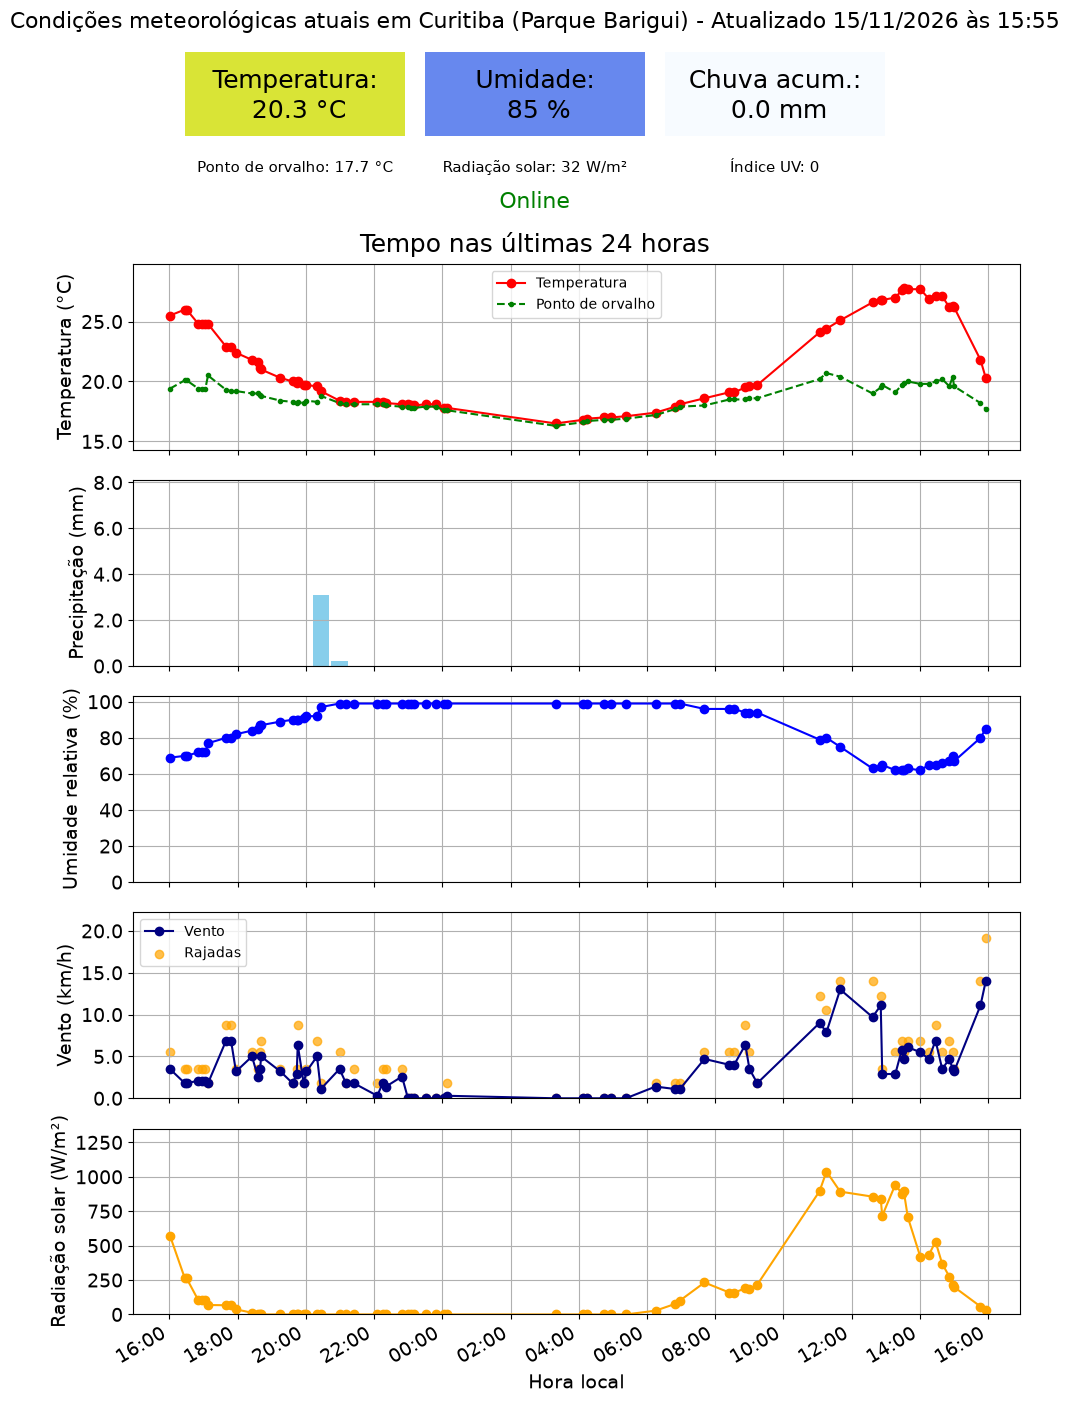 Condições meteorológicas atuais em Curitiba (Parque Barigui) - Atualizado 15/11/2026 às 15:55
Temperatura:
20.3 °C
Umidade:
85 %
Chuva acum.:
0.0 mm
Ponto de orvalho: 17.7 °C
Radiação solar: 32 W/m²
Índice UV: 0
Online
Tempo nas últimas 24 horas
Temperatura (°C)
25.0
20.0
15.0
Temperatura
Ponto de orvalho
Precipitação (mm)
8.0
6.0
4.0
2.0
0.0
Umidade relativa (%)
100
80
60
40
20
0
Vento (km/h)
20.0
15.0
10.0
5.0
0.0
Vento
Rajadas
Radiação solar (W/m²)
1250
1000
750
500
250
0
16:00
18:00
20:00
22:00
00:00
02:00
04:00
06:00
08:00
10:00
12:00
14:00
16:00
Hora local